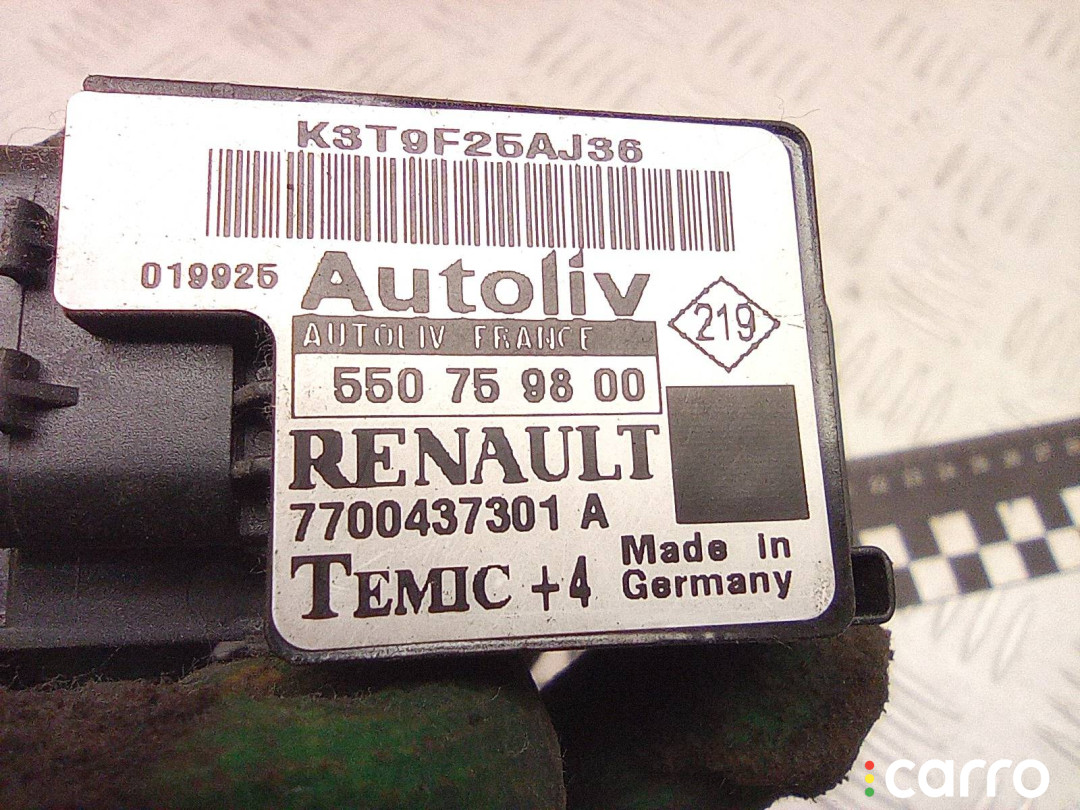 K3T9F25AJ36
019925
Autoliv
219
AUTOLIV FRANCE
550 75 98 00
RENAULT
7700437301 A
TEMIC +4
Made in
Germany
carro